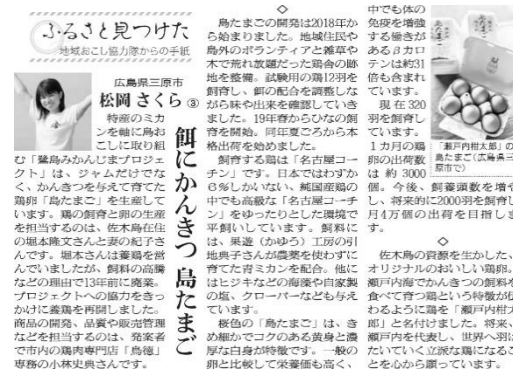 ふるさと見つけた
地域おこし協力隊からの手紙
広島県三原市
松岡 さくら ③
餌にかんきつ 島たまご
特産のミカ
ンを軸に島お
こしに取り組
む「鷺島みかんじまプロジェ
クト」は、ジャムだけでな
く、かんきつを与えて育てた
鶏卵「島たまご」を生産して
います。鶏の飼育と卵の生産
を担当するのは、佐木島在住
の堀本隆文さんと妻の紀子さ
んです。堀本さんは養鶏を営
んでいましたが、飼料の高騰
などの理由で13年前に廃業。
プロジェクトへの協力をきっ
かけに養鶏を再開しました。
商品の開発、品質や販売管理
などを担当するのは、発案者
で市内の鶏肉専門店「鳥徳」
専務の小林史典さんです。
◇
島たまごの開発は2018年か
ら始まりました。地域住民や
島外のボランティアと雑草や
木で荒れ放題だった鶏舎の跡
地を整備。試験用の鶏12羽を
飼育し、餌の配合を調整しな
がら味や出来を確認していき
ました。19年春からひなの飼
育を開始。同年夏ごろから本
格出荷を始めました。
飼育する鶏は「名古屋コー
チン」です。日本ではわずか
6%しかいない、純国産鶏の
中でも高級な「名古屋コーチ
ン」をゆったりとした環境で
平飼いしています。飼料に
は、果遊（かゆう）工房の引
地典子さんが農薬を使わずに
育てた青ミカンを配合。他に
はヒジキなどの海藻や自家製
の塩、クローバーなども与え
ています。
桜色の「島たまご」は、き
め細かでコクのある黄身と濃
厚な白身が特徴です。一般の
卵と比較して栄養価も高く、
中でも体の
免疫を増強
する働きが
あるβカロ
テンは約31
倍も含まれ
ています。
現在320
羽を飼育し
ています。
1カ月の鶏
卵の出荷数
は約3000
個。今後、飼養頭数を増や
し、将来的に2000羽を飼育し
月4万個の出荷を目指しま
す。
「瀬戸内柑太郎」の
島たまご（広島県三
原市で）
◇
佐木島の資源を生かした、
オリジナルのおいしい鶏卵。
瀬戸内海でかんきつの飼料を
食べて育つ鶏という特徴が伝
わるように鶏を「瀬戸内柑太
郎」と名付けました。将来、
瀬戸内を代表し、世界へ羽ば
たいていく立派な鶏になるこ
とを心から願っています。